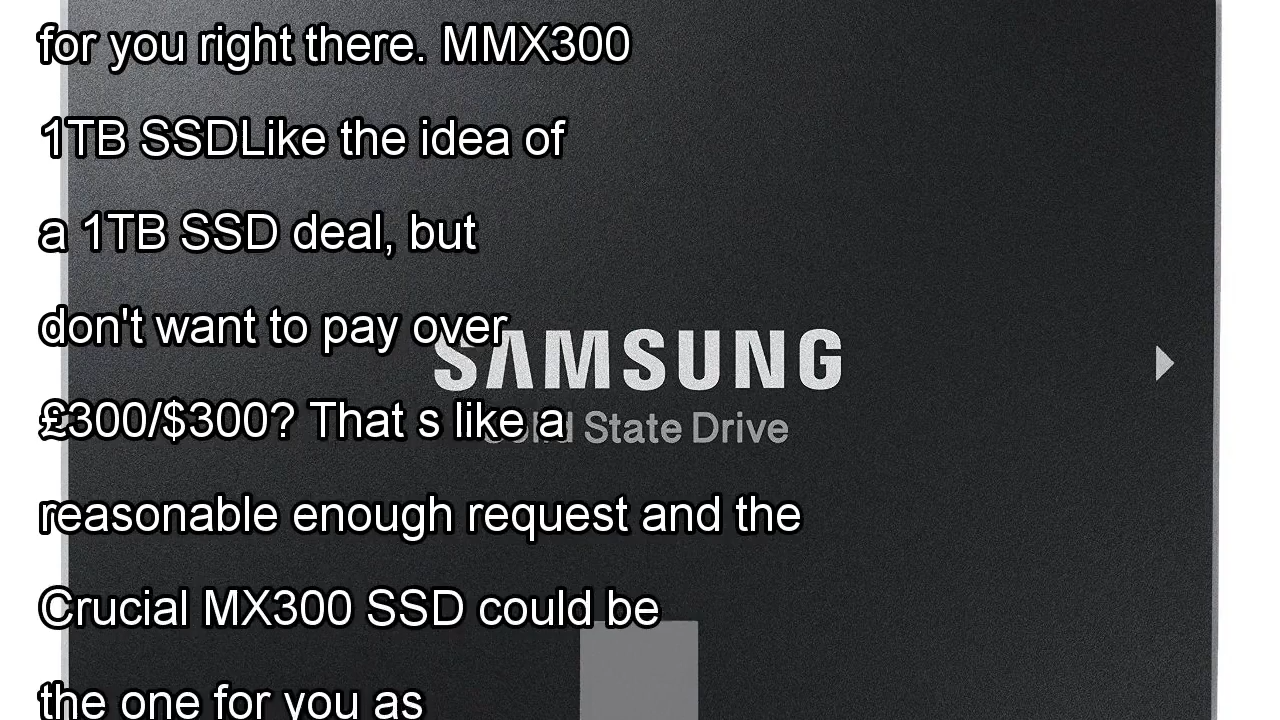 for you right there. MMX300
1TB SSDLike the idea of
a 1TB SSD deal, but
don't want to pay over
SAMSUNG
£300/$300? That s like a
Solid State Drive
reasonable enough request and the
Crucial MX300 SSD could be
the one for you as